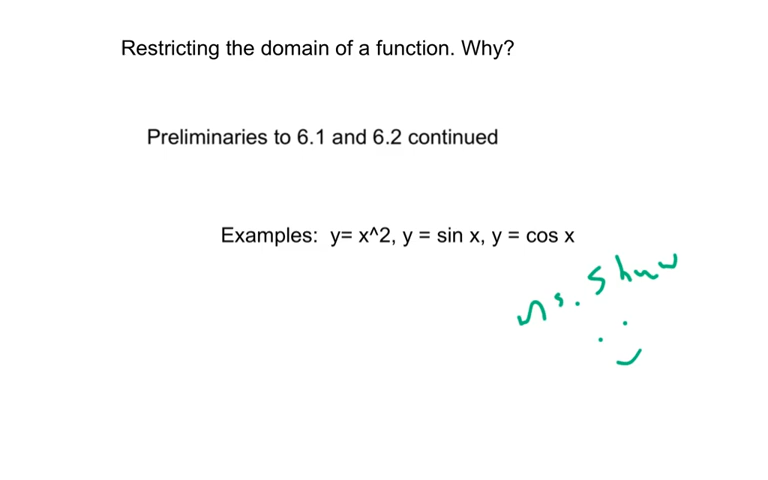 Restricting the domain of a function. Why?
Preliminaries to 6.1 and 6.2 continued
Examples: y= x^2, y = sin x, y = cos x
Ms. Shaw